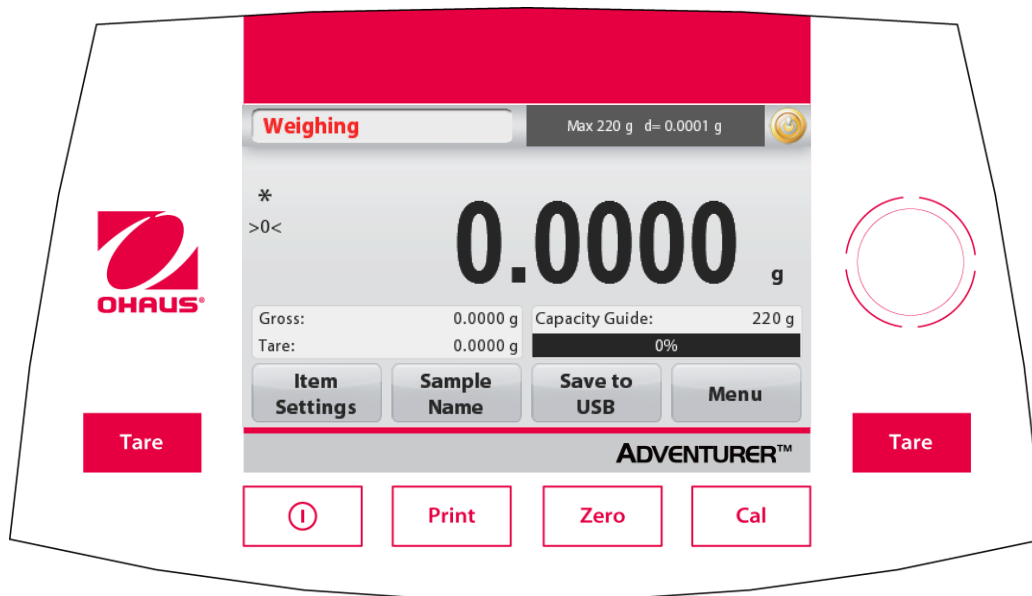 Weighing
Max 220 g d= 0.0001 g
*
>0<
0.0000 g
OHAUS®
Gross: 0.0000 g
Tare: 0.0000 g
Capacity Guide: 220 g
0%
Item
Settings
Sample
Name
Save to
USB
Menu
Tare
ADVENTURER™
Tare
Print
Zero
Cal